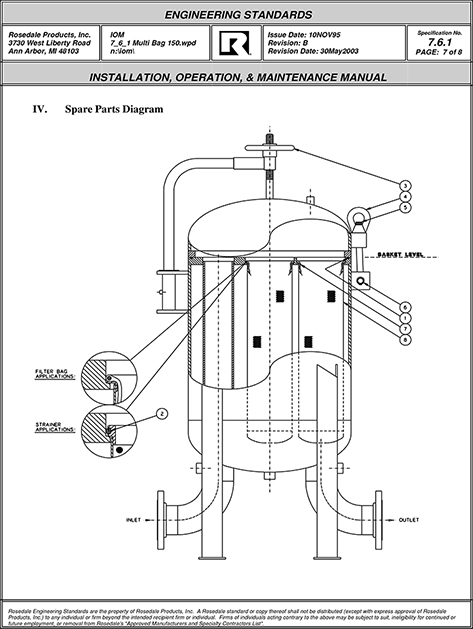 ENGINEERING STANDARDS
Rosedale Products, Inc.
3730 West Liberty Road
Ann Arbor, MI 48103
IOM
7_6_1 Multi Bag 150.wpd
n:\iom\
R
Issue Date: 10NOV95
Revision: B
Revision Date: 30May2003
Specification No.
7.6.1
PAGE: 7 of 8
INSTALLATION, OPERATION, & MAINTENANCE MANUAL
IV. Spare Parts Diagram
3
4
5
BASKET LEVEL
6
1
7
8
FILTER BAG
APPLICATIONS:
STRAINER
APPLICATIONS:
2
INLET
OUTLET
Rosedale Engineering Standards are the property of Rosedale Products, Inc. A Rosedale standard or copy thereof shall not be distributed (except with express approval of Rosedale
Products, Inc.) to any individual or firm beyond the intended recipient firm or individual. Firms of individuals acting contrary to the above may be subject to suit, ineligibility for continued or
future employment, or removal from Rosedale's "Approved Manufacturers and Specialty Contractors List".